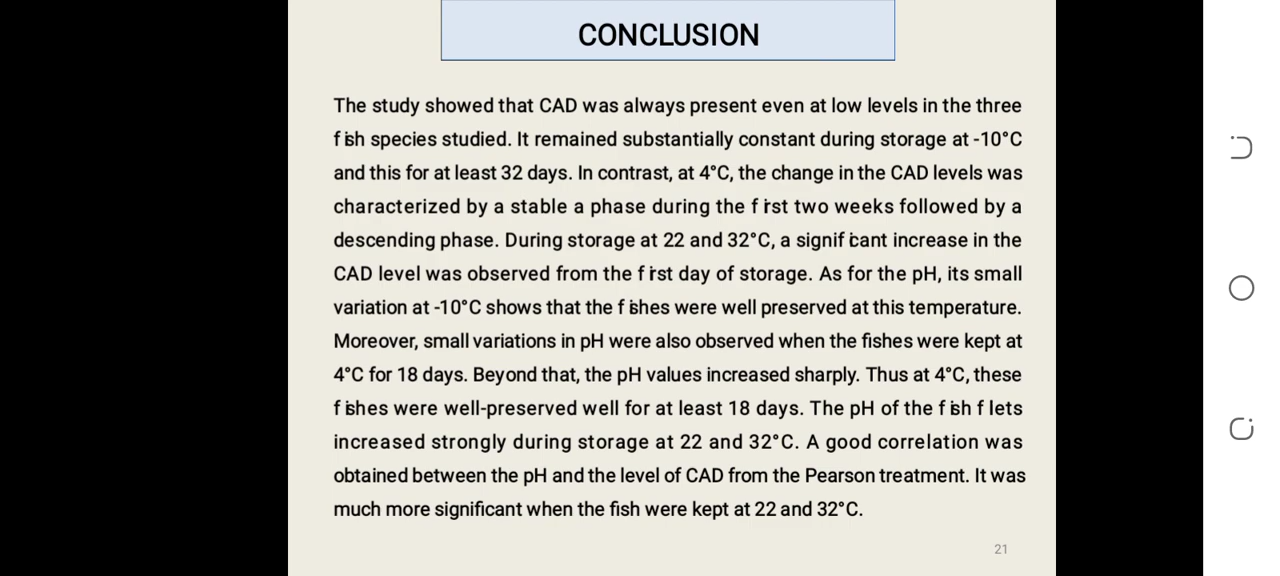 CONCLUSION
The study showed that CAD was always present even at low levels in the three
fish species studied. It remained substantially constant during storage at -10°C
and this for at least 32 days. In contrast, at 4°C, the change in the CAD levels was
characterized by a stable a phase during the first two weeks followed by a
descending phase. During storage at 22 and 32°C, a significant increase in the
CAD level was observed from the first day of storage. As for the pH, its small
variation at -10°C shows that the fishes were well preserved at this temperature.
Moreover, small variations in pH were also observed when the fishes were kept at
4°C for 18 days. Beyond that, the pH values increased sharply. Thus at 4°C, these
fishes were well-preserved well for at least 18 days. The pH of the fish f lets
increased strongly during storage at 22 and 32°C. A good correlation was
obtained between the pH and the level of CAD from the Pearson treatment. It was
much more significant when the fish were kept at 22 and 32°C.
21